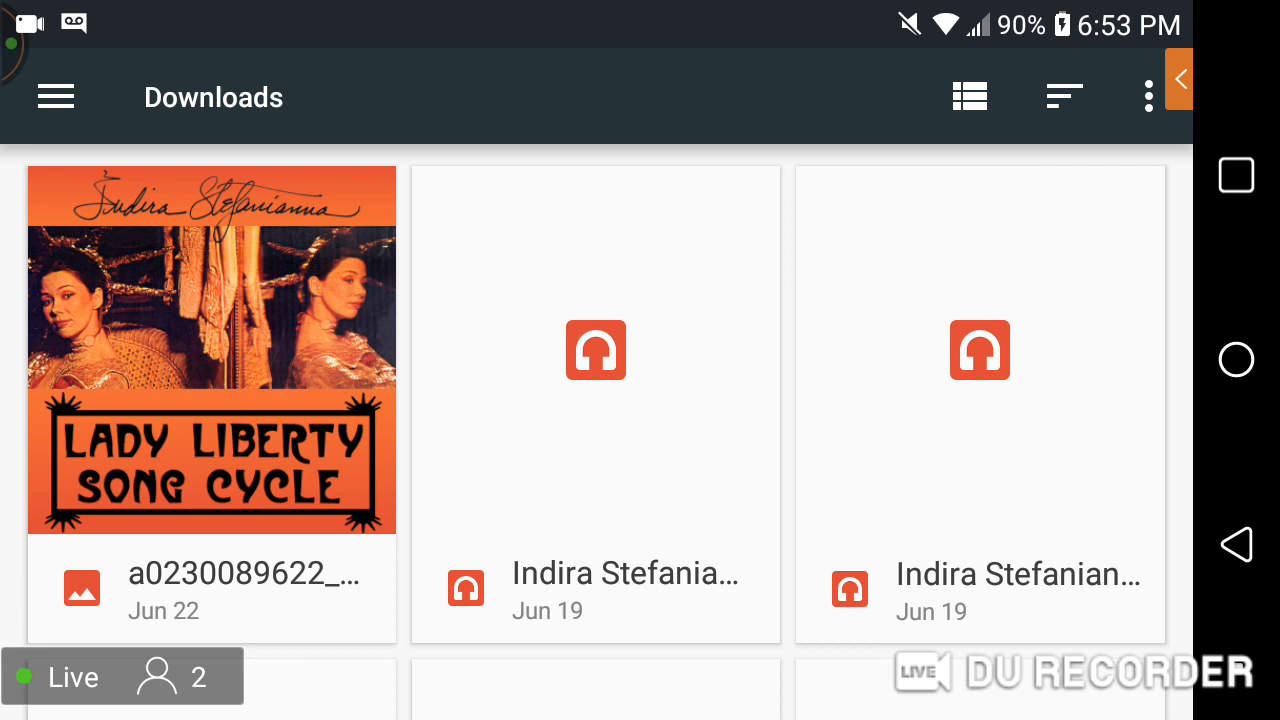 90% 6:53 PM
Downloads
Indira Stefanianna
LADY LIBERTY
SONG CYCLE
a0230089622_...
Jun 22
Indira Stefania...
Jun 19
Indira Stefanian...
Jun 19
Live 2
LIVE DU RECORDER